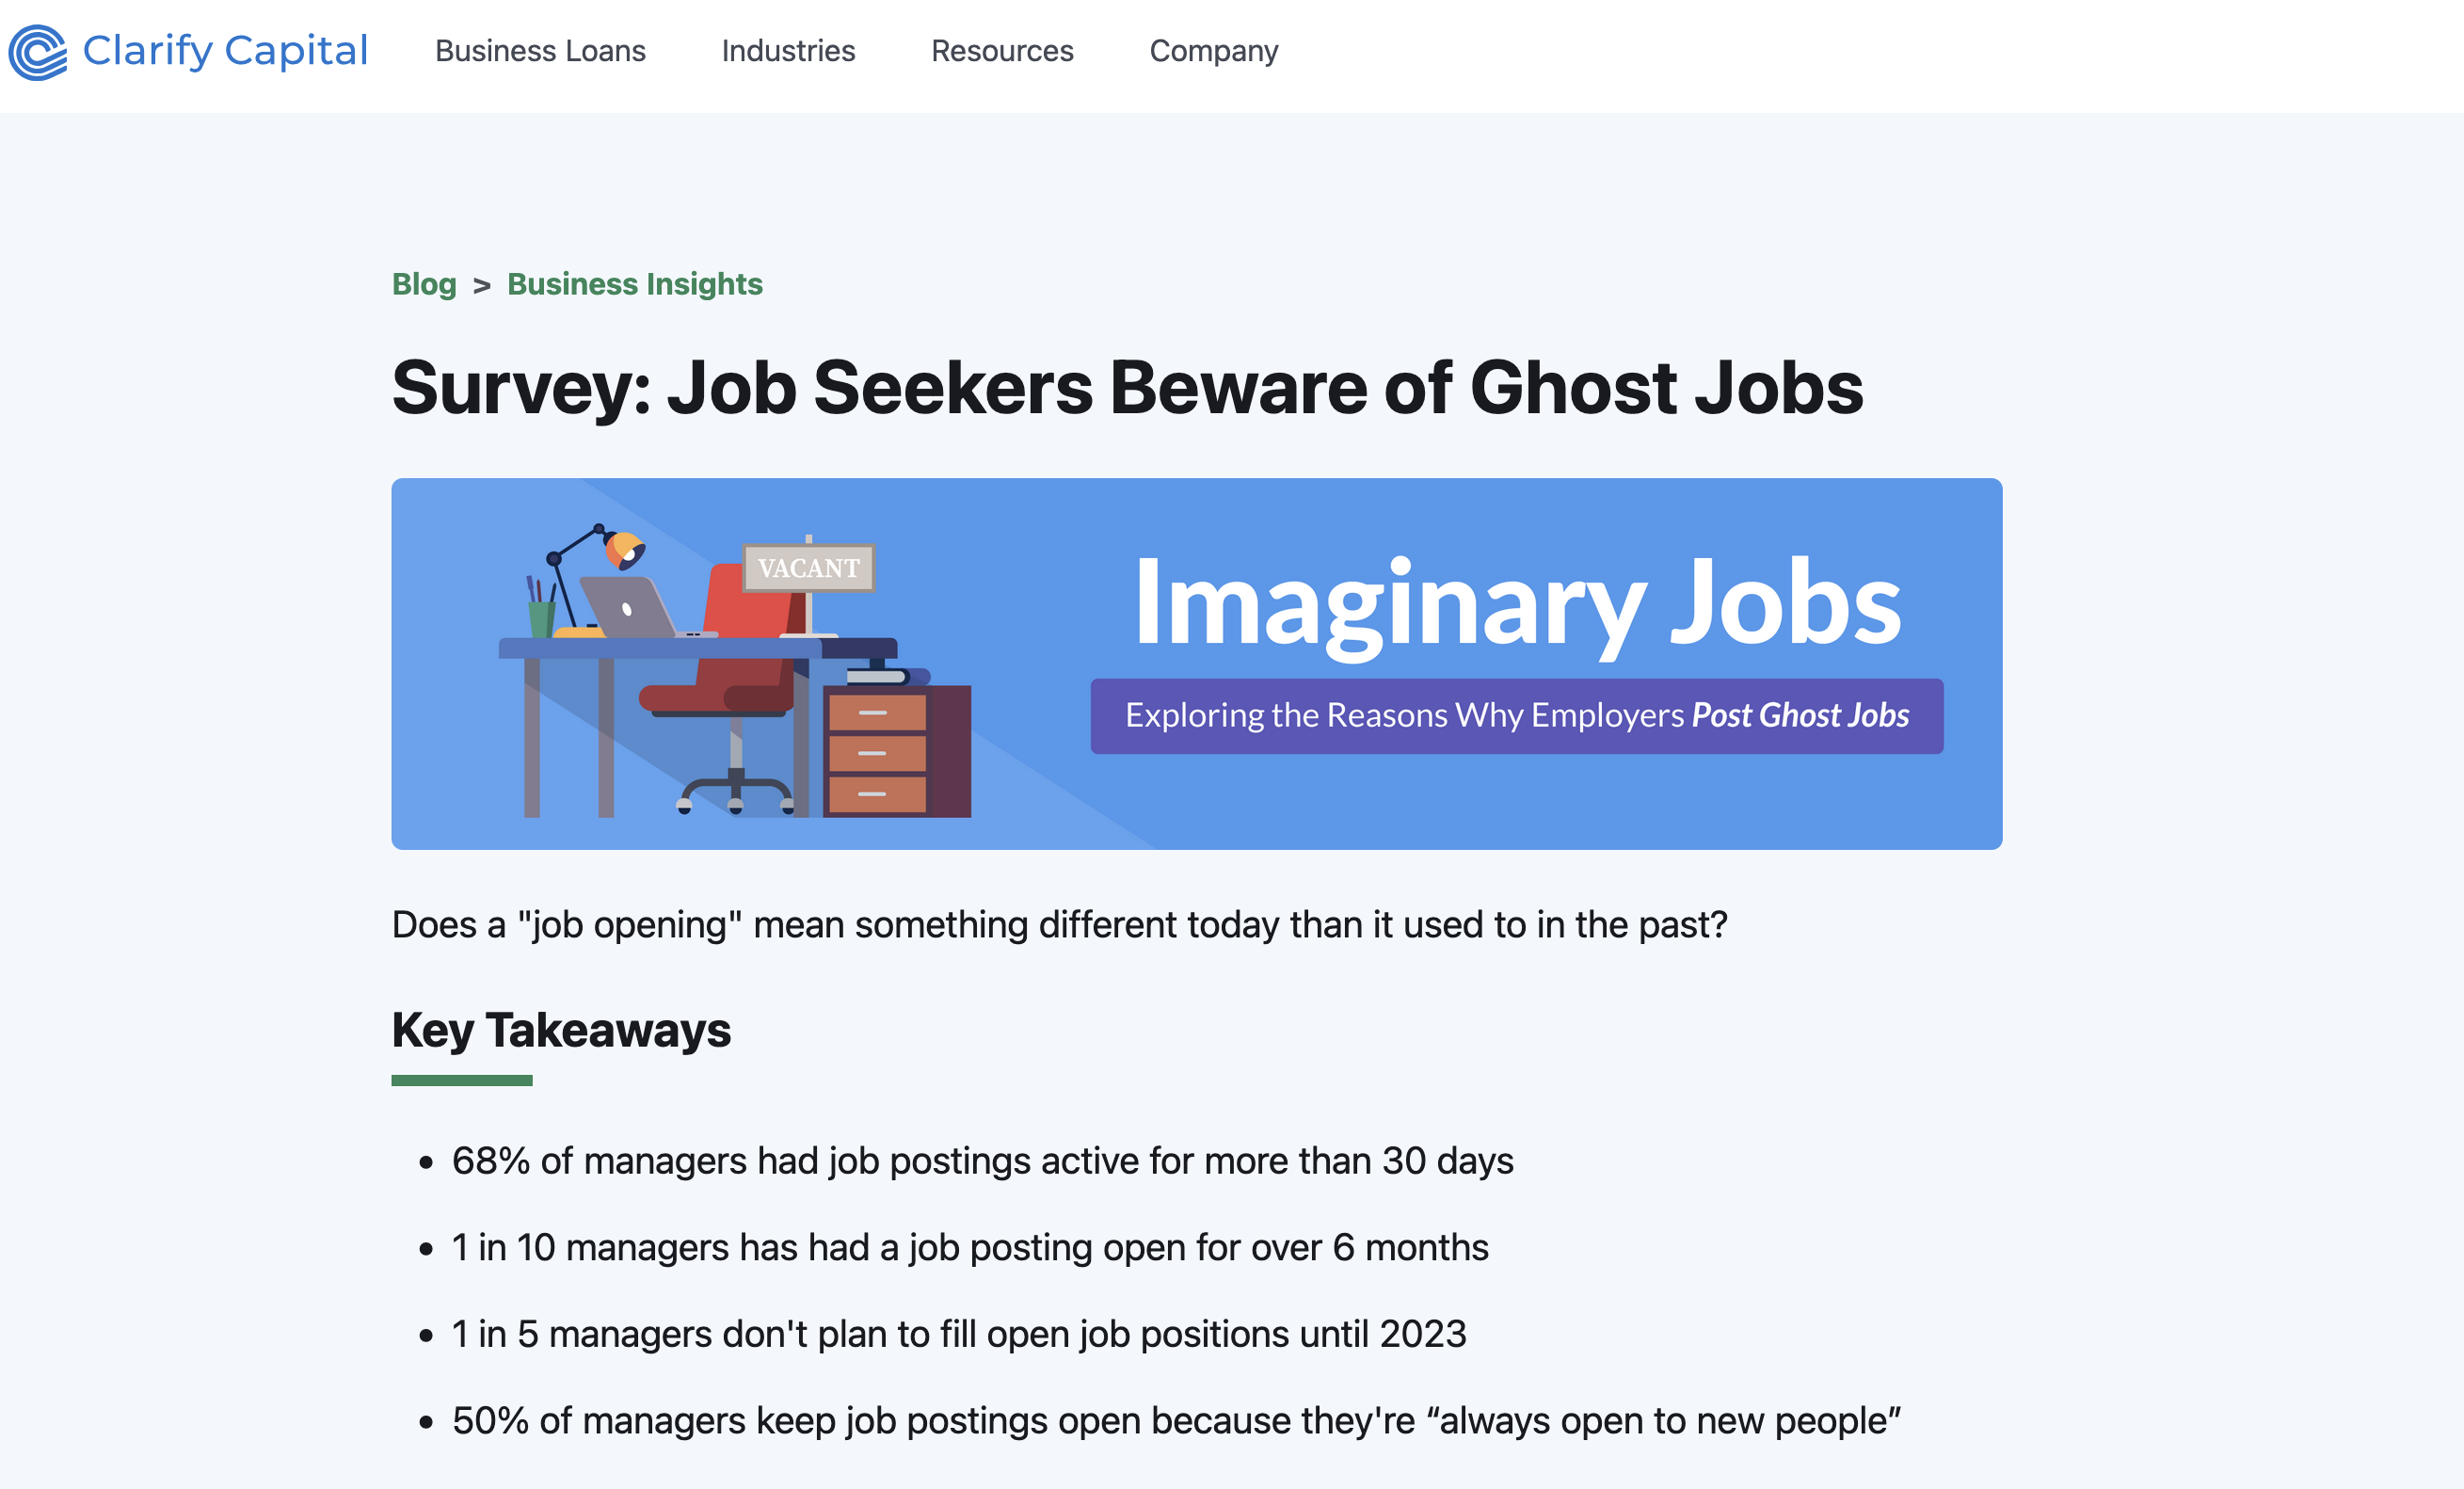 Clarify Capital
Business Loans
Industries
Resources
Company
Blog > Business Insights
Survey: Job Seekers Beware of Ghost Jobs
VACANT
Imaginary Jobs
Exploring the Reasons Why Employers Post Ghost Jobs
Does a "job opening" mean something different today than it used to in the past?
Key Takeaways
• 68% of managers had job postings active for more than 30 days
• 1 in 10 managers has had a job posting open for over 6 months
• 1 in 5 managers don't plan to fill open job positions until 2023
• 50% of managers keep job postings open because they're “always open to new people”